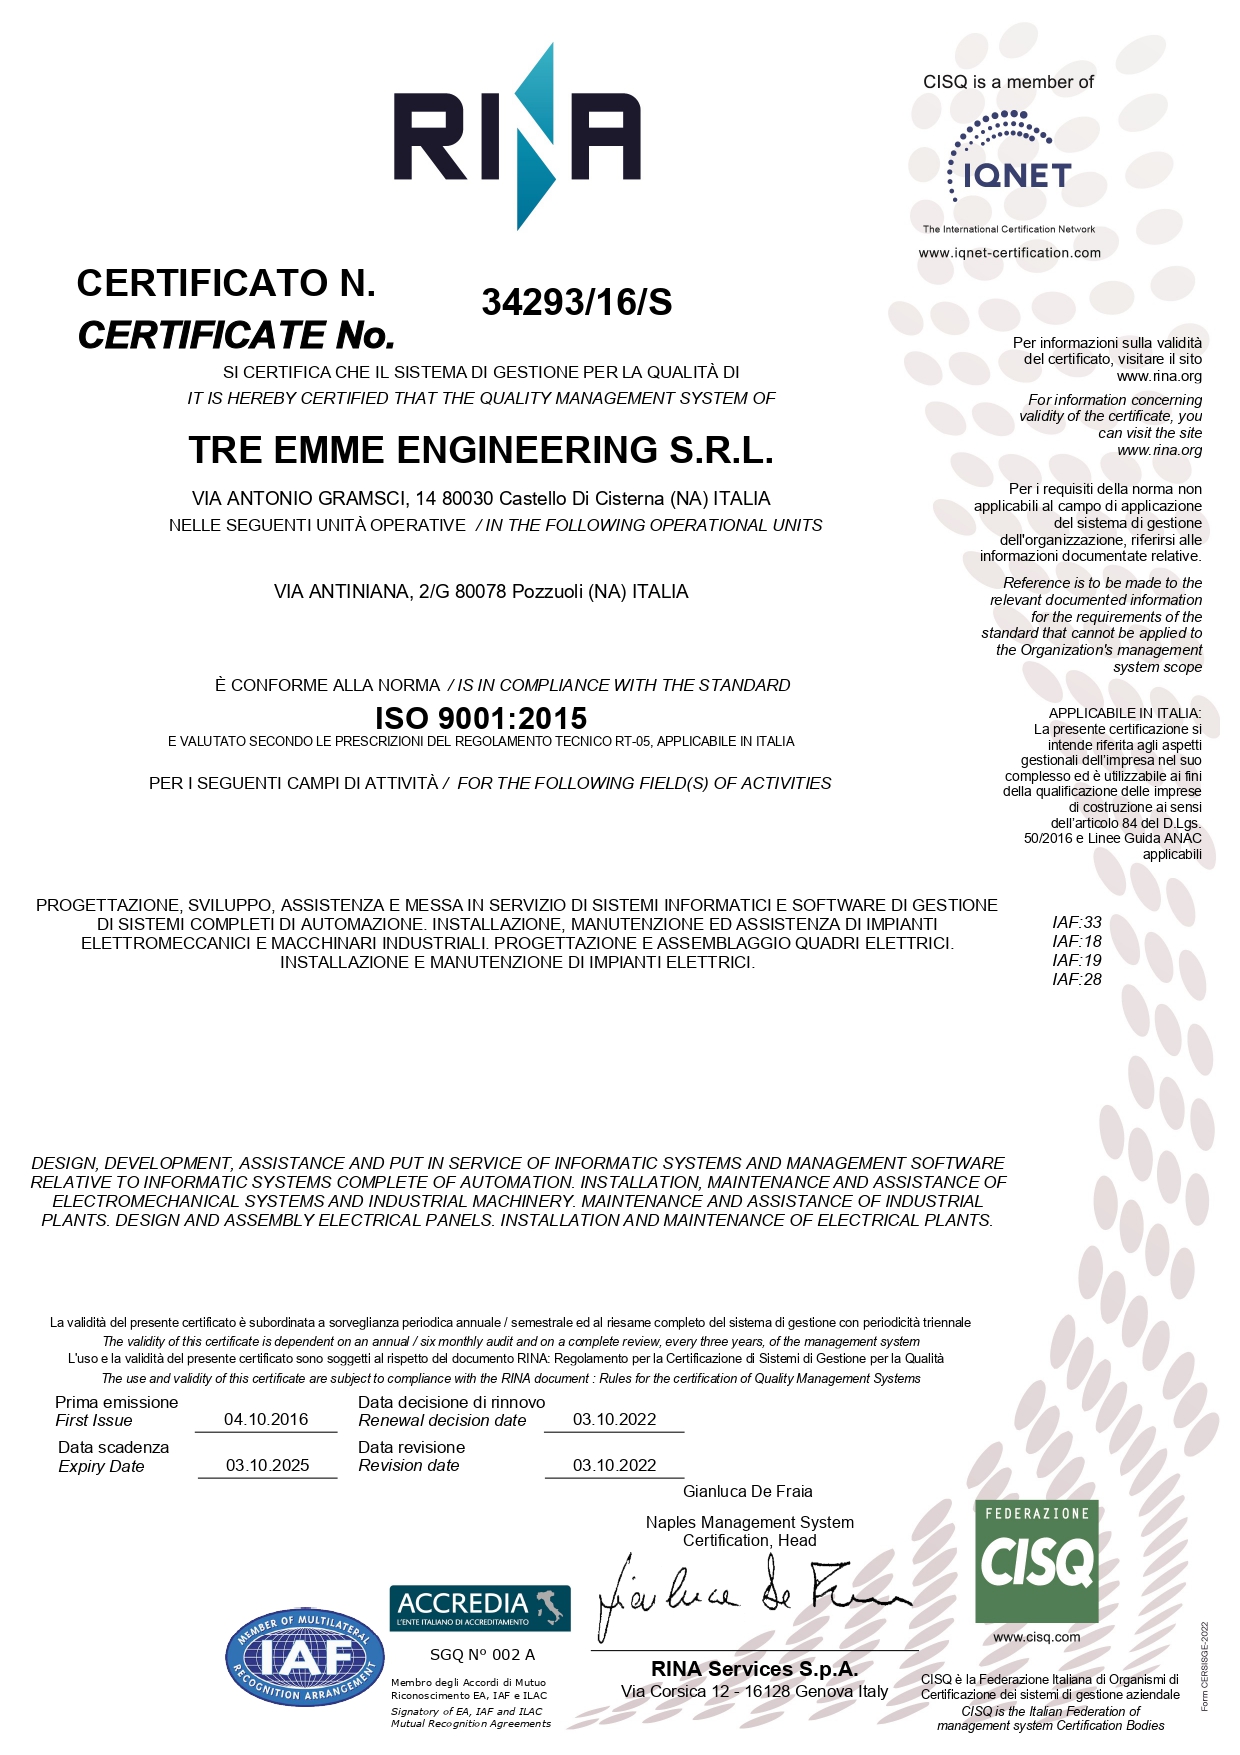 RINA
CISQ is a member of
IQNET
The International Certification Network
www.iqnet-certification.com
CERTIFICATO N.
CERTIFICATE No.
34293/16/S
SI CERTIFICA CHE IL SISTEMA DI GESTIONE PER LA QUALITÀ DI
IT IS HEREBY CERTIFIED THAT THE QUALITY MANAGEMENT SYSTEM OF
TRE EMME ENGINEERING S.R.L.
VIA ANTONIO GRAMSCI, 14 80030 Castello Di Cisterna (NA) ITALIA
NELLE SEGUENTI UNITÀ OPERATIVE / IN THE FOLLOWING OPERATIONAL UNITS
VIA ANTINIANA, 2/G 80078 Pozzuoli (NA) ITALIA
È CONFORME ALLA NORMA / IS IN COMPLIANCE WITH THE STANDARD
ISO 9001:2015
E VALUTATO SECONDO LE PRESCRIZIONI DEL REGOLAMENTO TECNICO RT-05, APPLICABILE IN ITALIA
PER I SEGUENTI CAMPI DI ATTIVITÀ / FOR THE FOLLOWING FIELD(S) OF ACTIVITIES
Per informazioni sulla validità
del certificato, visitare il sito
www.rina.org
For information concerning
validity of the certificate, you
can visit the site
www.rina.org
Per i requisiti della norma non
applicabili al campo di applicazione
del sistema di gestione
dell'organizzazione, riferirsi alle
informazioni documentate relative.
Reference is to be made to the
relevant documented information
for the requirements of the
standard that cannot be applied to
the Organization's management
system scope
APPLICABILE IN ITALIA:
La presente certificazione si
intende riferita agli aspetti
gestionali dell'impresa nel suo
complesso ed è utilizzabile ai fini
della qualificazione delle imprese
di costruzione ai sensi
dell'articolo 84 del D.Lgs.
50/2016 e Linee Guida ANAC
applicabili
PROGETTAZIONE, SVILUPPO, ASSISTENZA E MESSA IN SERVIZIO DI SISTEMI INFORMATICI E SOFTWARE DI GESTIONE
DI SISTEMI COMPLETI DI AUTOMAZIONE. INSTALLAZIONE, MANUTENZIONE ED ASSISTENZA DI IMPIANTI
ELETTROMECCANICI E MACCHINARI INDUSTRIALI. PROGETTAZIONE E ASSEMBLAGGIO QUADRI ELETTRICI.
INSTALLAZIONE E MANUTENZIONE DI IMPIANTI ELETTRICI.
IAF:33
IAF:18
IAF:19
IAF:28
DESIGN, DEVELOPMENT, ASSISTANCE AND PUT IN SERVICE OF INFORMATIC SYSTEMS AND MANAGEMENT SOFTWARE
RELATIVE TO INFORMATIC SYSTEMS COMPLETE OF AUTOMATION. INSTALLATION, MAINTENANCE AND ASSISTANCE OF
ELECTROMECHANICAL SYSTEMS AND INDUSTRIAL MACHINERY. MAINTENANCE AND ASSISTANCE OF INDUSTRIAL
PLANTS. DESIGN AND ASSEMBLY ELECTRICAL PANELS. INSTALLATION AND MAINTENANCE OF ELECTRICAL PLANTS.
La validità del presente certificato è subordinata a sorveglianza periodica annuale / semestrale ed al riesame completo del sistema di gestione con periodicità triennale
The validity of this certificate is dependent on an annual / six monthly audit and on a complete review, every three years, of the management system
L'uso e la validità del presente certificato sono soggetti al rispetto del documento RINA: Regolamento per la Certificazione di Sistemi di Gestione per la Qualità
The use and validity of this certificate are subject to compliance with the RINA document : Rules for the certification of Quality Management Systems
Prima emissione
First Issue 04.10.2016
Data decisione di rinnovo
Renewal decision date 03.10.2022
Data scadenza
Expiry Date 03.10.2025
Data revisione
Revision date 03.10.2022
Gianluca De Fraia
Naples Management System
Certification, Head
Gianluca De Fraia
RINA Services S.p.A.
Via Corsica 12 - 16128 Genova Italy
MEMBER OF MULTILATERAL
IAF
RECOGNITION ARRANGEMENT
ACCREDIA
L'ENTE ITALIANO DI ACCREDITAMENTO
SGQ Nº 002 A
Membro degli Accordi di Mutuo
Riconoscimento EA, IAF e ILAC
Signatory of EA, IAF and ILAC
Mutual Recognition Agreements
FEDERAZIONE
CISQ
www.cisq.com
CISQ è la Federazione Italiana di Organismi di
Certificazione dei sistemi di gestione aziendale
CISQ is the Italian Federation of
management system Certification Bodies
Form CERSISGE-2022